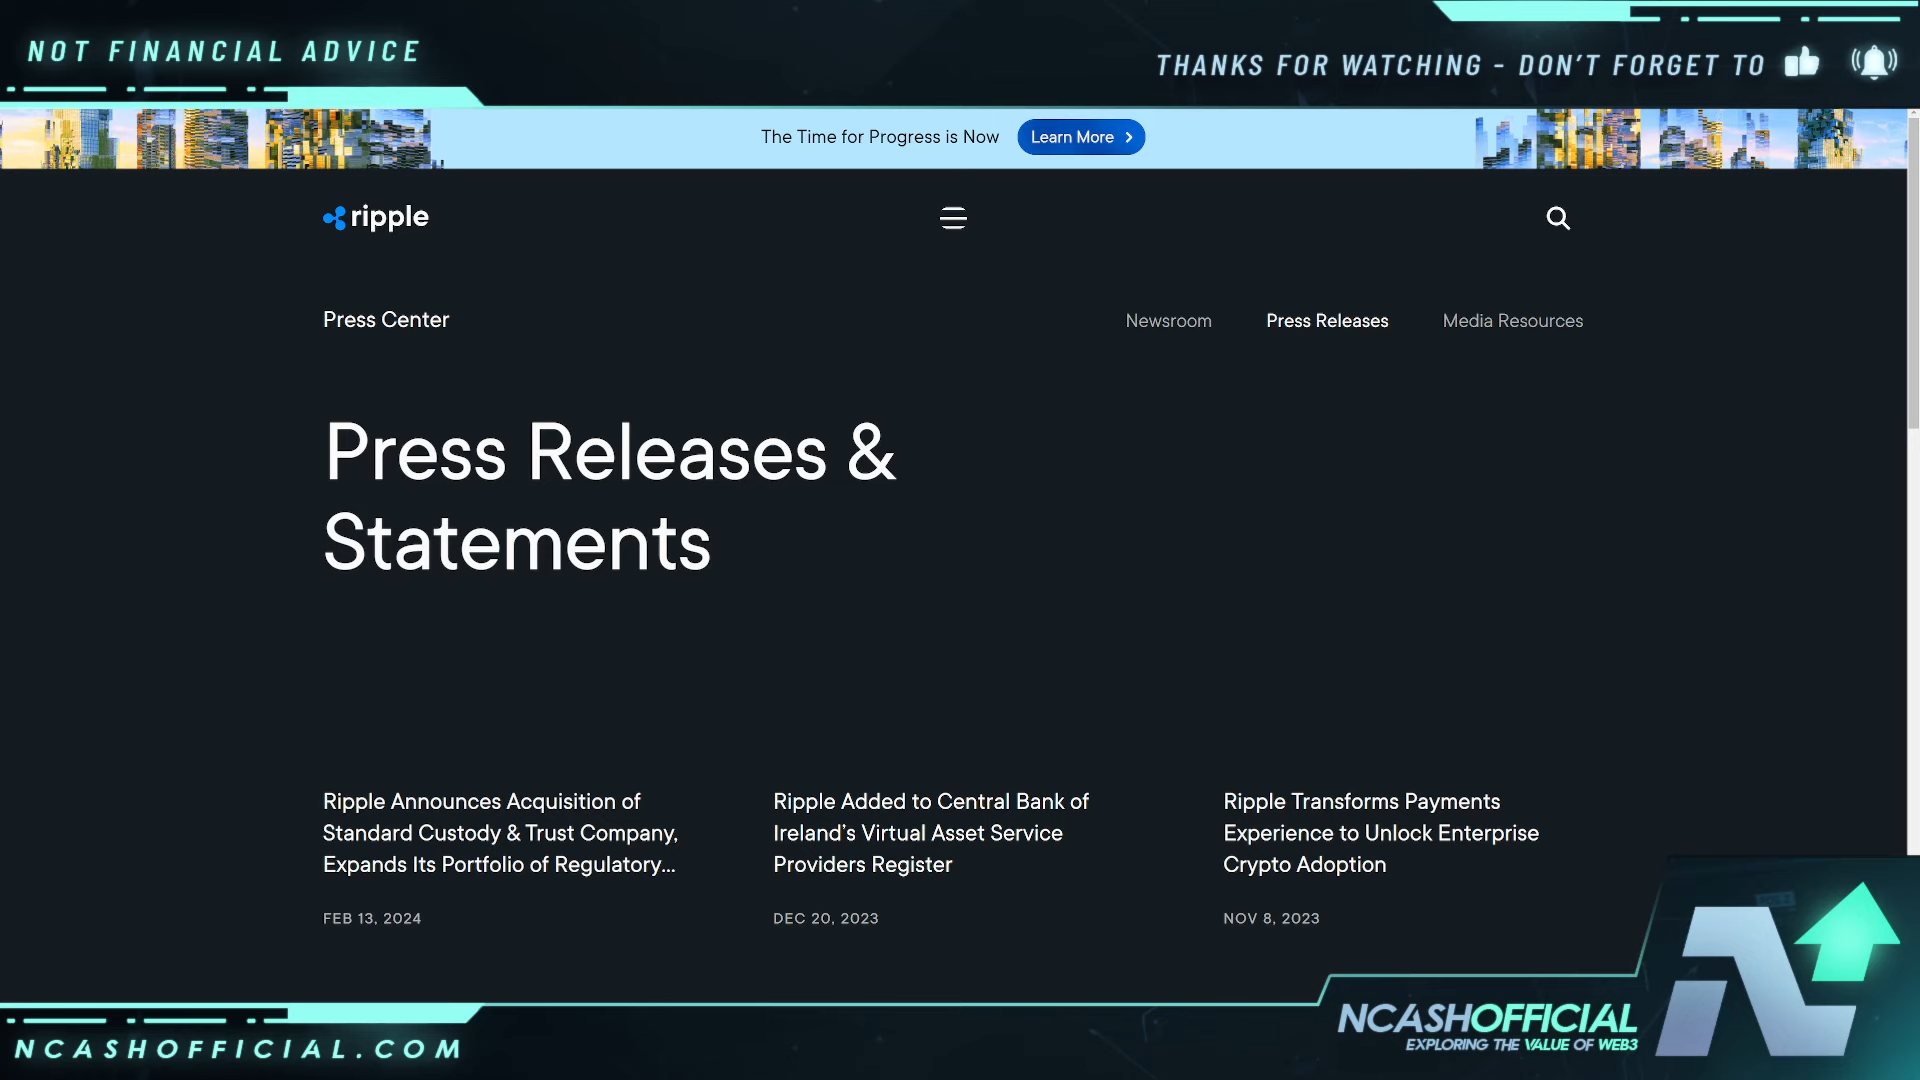 NOT FINANCIAL ADVICE
THANKS FOR WATCHING - DON'T FORGET TO
The Time for Progress is Now
Learn More
ripple
Press Center
Newsroom
Press Releases
Media Resources
Press Releases &
Statements
Ripple Announces Acquisition of
Standard Custody & Trust Company,
Expands Its Portfolio of Regulatory...
FEB 13, 2024
Ripple Added to Central Bank of
Ireland's Virtual Asset Service
Providers Register
DEC 20, 2023
Ripple Transforms Payments
Experience to Unlock Enterprise
Crypto Adoption
NOV 8, 2023
NCASHOFFICIAL.COM
NCASHOFFICIAL
EXPLORING THE VALUE OF WEB3